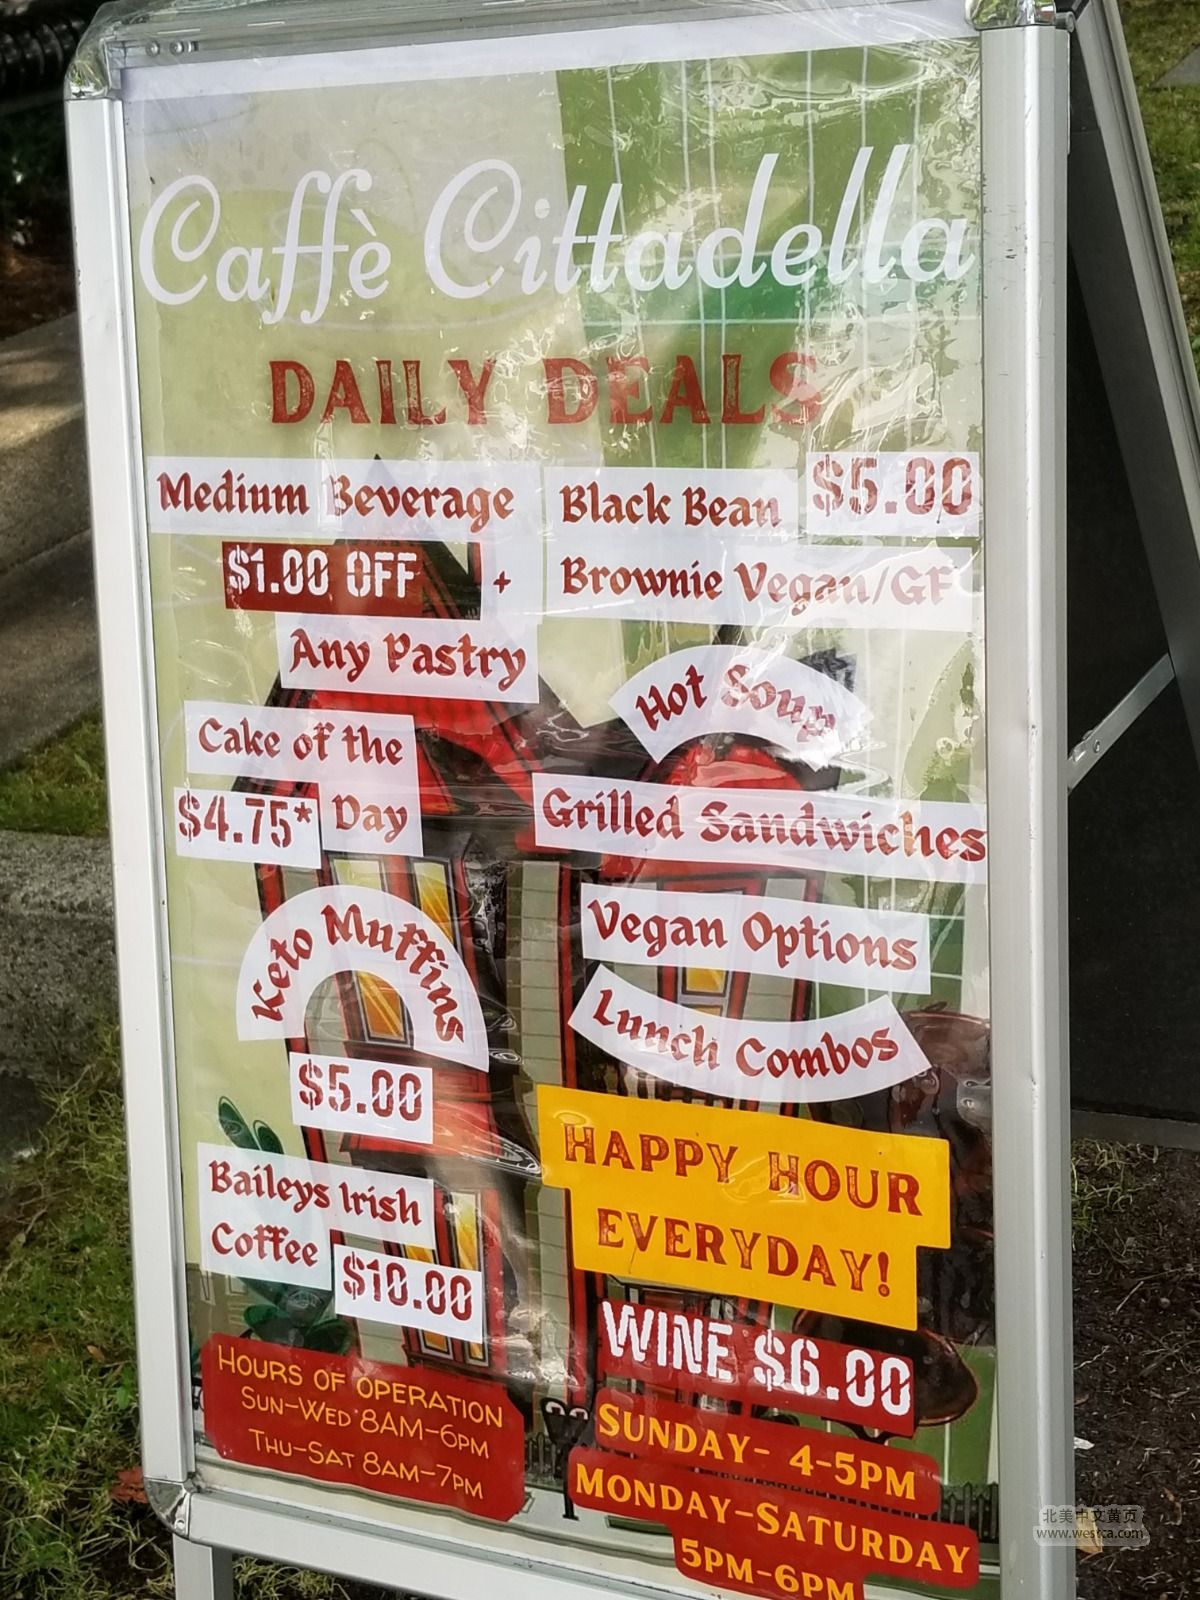 Caffè Cittadella
DAILY DEALS
Medium Beverage
$1.00 OFF +
Any Pastry
Cake of the
$4.75* Day
Keto Muffins
$5.00
Baileys Irish
Coffee $10.00
HOURS OF OPERATION
SUN-WED 8AM-6PM
THU-SAT 8AM-7PM
Black Bean $5.00
Brownie Vegan/GF
Hot Soup
Grilled Sandwiches
Vegan Options
Lunch Combos
HAPPY HOUR
EVERYDAY!
WINE $6.00
SUNDAY- 4-5PM
MONDAY-SATURDAY
5PM-6PM
北美中文黄页
www.westca.com